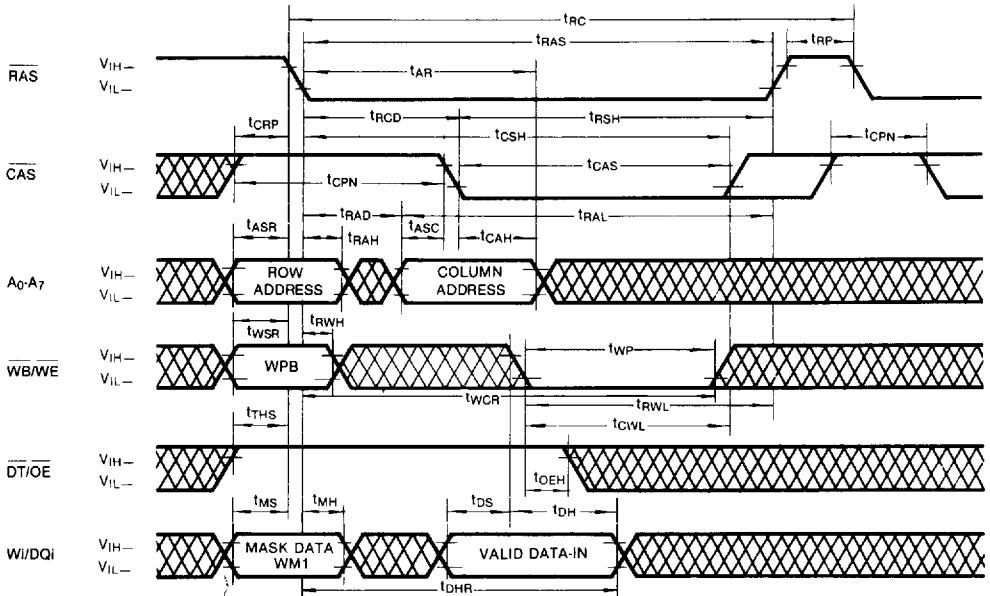 tRC
tRAS
tRP
RAS
VIH
VIL
tAR
tRCD
tRSH
tCRP
tCSH
tCPN
CAS
VIH
VIL
tCPN
tCAS
tRAD
tRAL
tASR
tRAH
tASC
tCAH
A0-A7
VIH
VIL
ROW
ADDRESS
COLUMN
ADDRESS
tWSR
tRWH
WB/WE
VIH
VIL
WPB
tWP
tWCR
tRWL
tTHS
tCWL
DT/OE
VIH
VIL
tOEH
tMS
tMH
tDS
tDH
Wi/DQi
VIH
VIL
MASK DATA
WM1
VALID DATA-IN
tDHR